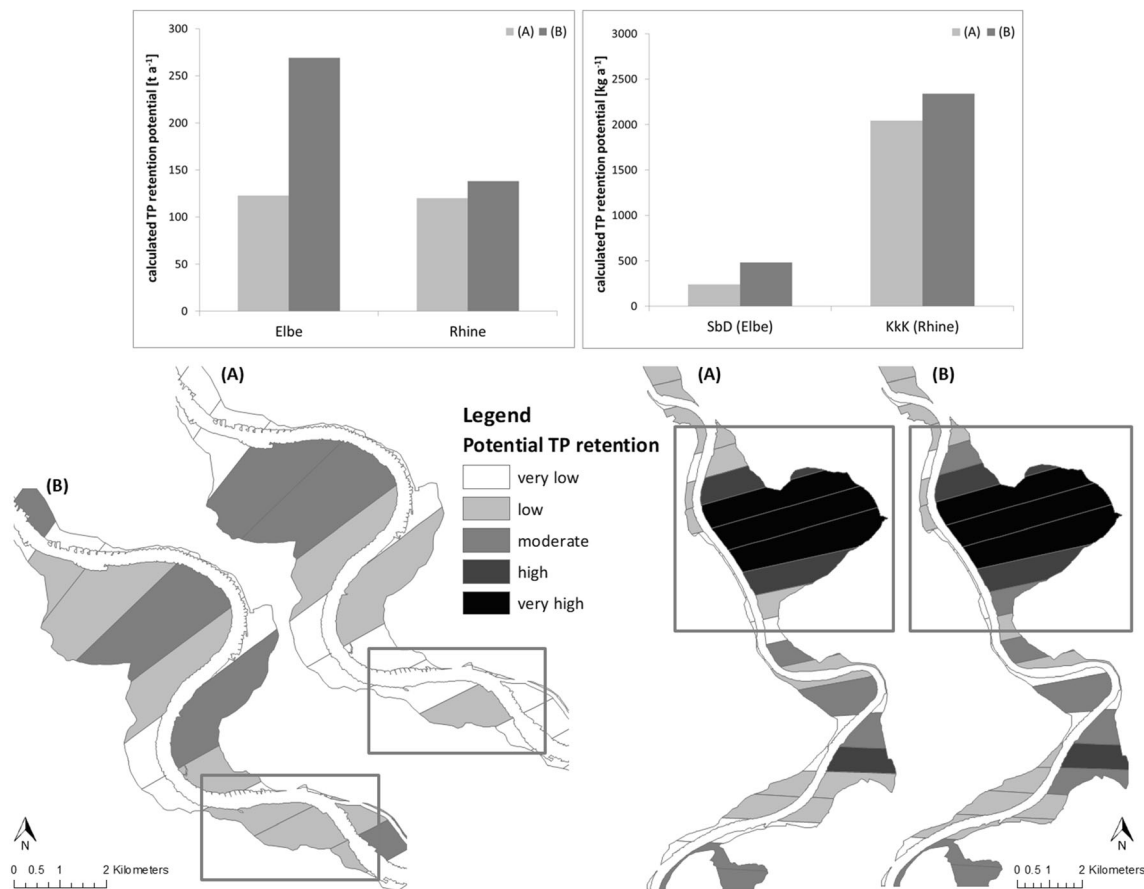 calculated TP retention potential [t a⁻¹]
300
250
200
150
100
50
0
(A) (B)
Elbe Rhine
calculated TP retention potential [kg a⁻¹]
3000
2500
2000
1500
1000
500
0
(A) (B)
SbD (Elbe) KkK (Rhine)
(A)
(B)
Legend
Potential TP retention
very low
low
moderate
high
very high
(A) (B)
N
0 0.5 1 2 Kilometers
N
0 0.5 1 2 Kilometers